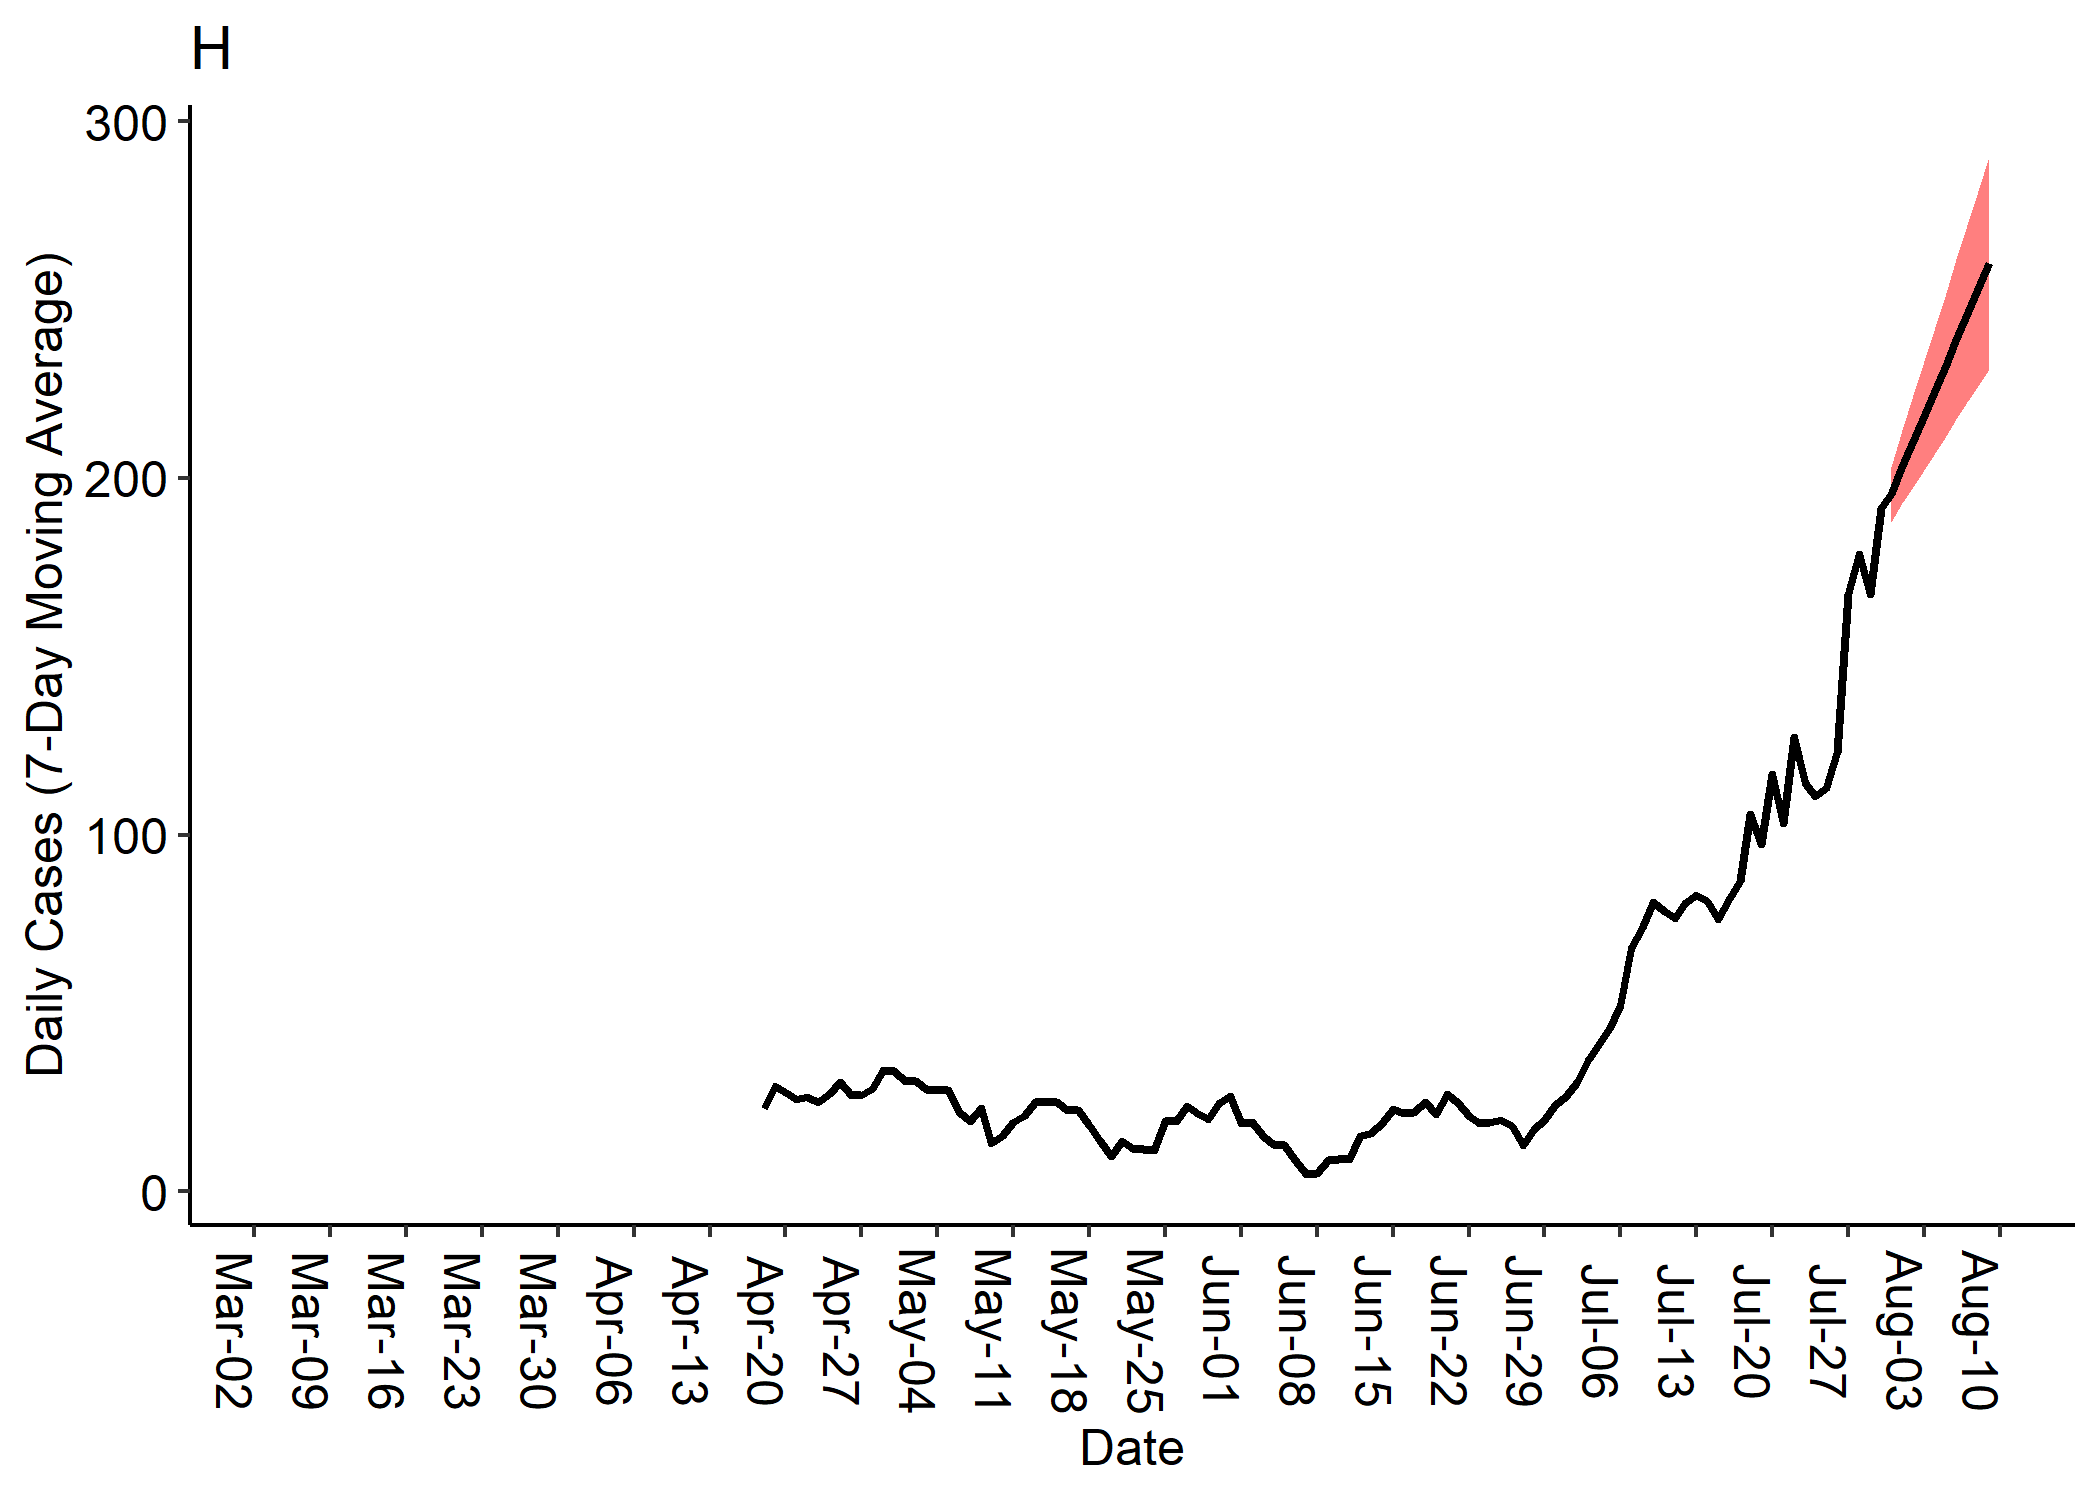 H
300
200
100
0
Daily Cases (7-Day Moving Average)
Mar-02
Mar-09
Mar-16
Mar-23
Mar-30
Apr-06
Apr-13
Apr-20
Apr-27
May-04
May-11
May-18
May-25
Jun-01
Jun-08
Jun-15
Jun-22
Jun-29
Jul-06
Jul-13
Jul-20
Jul-27
Aug-03
Aug-10
Date